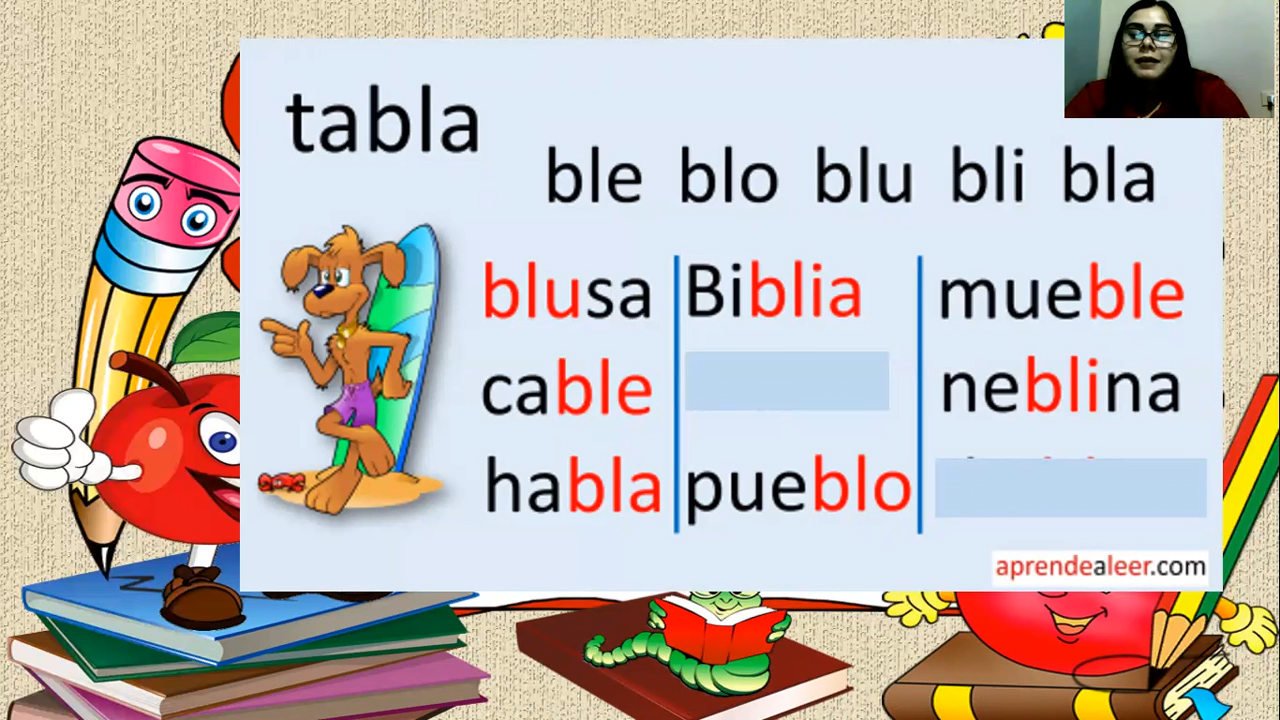 tabla
ble blo blu bli bla
blusa Biblia mueble
cable neblina
habla pueblo
aprendealeer.com